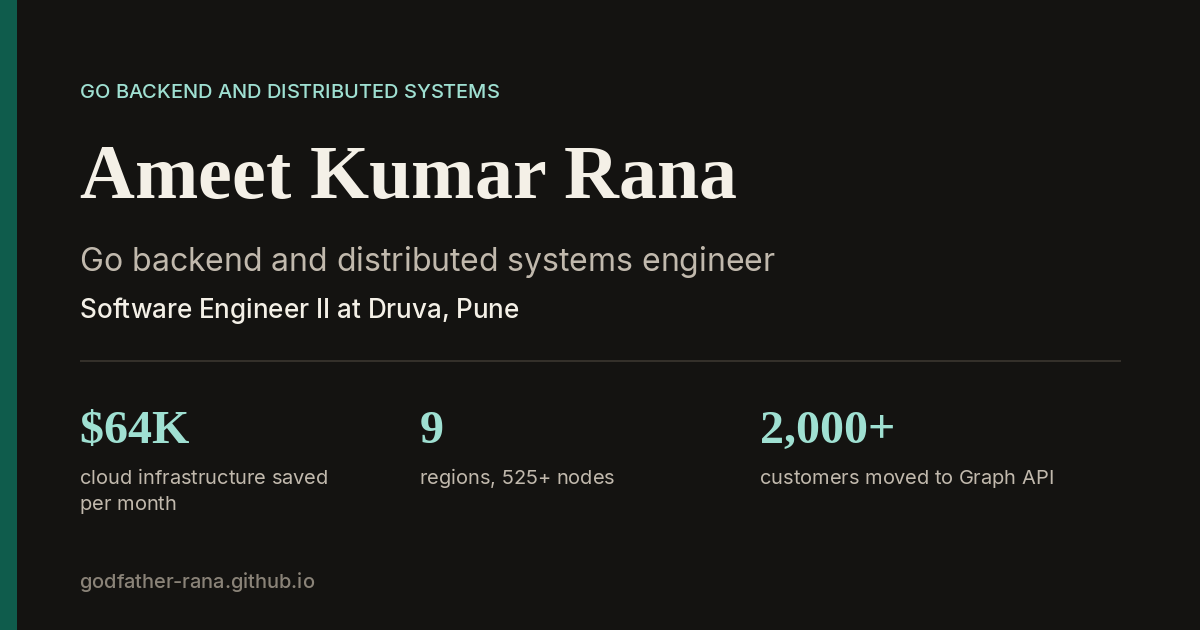 GO BACKEND AND DISTRIBUTED SYSTEMS
Ameet Kumar Rana
Go backend and distributed systems engineer
Software Engineer II at Druva, Pune
$64K
cloud infrastructure saved
per month
9
regions, 525+ nodes
2,000+
customers moved to Graph API
godfather-rana.github.io